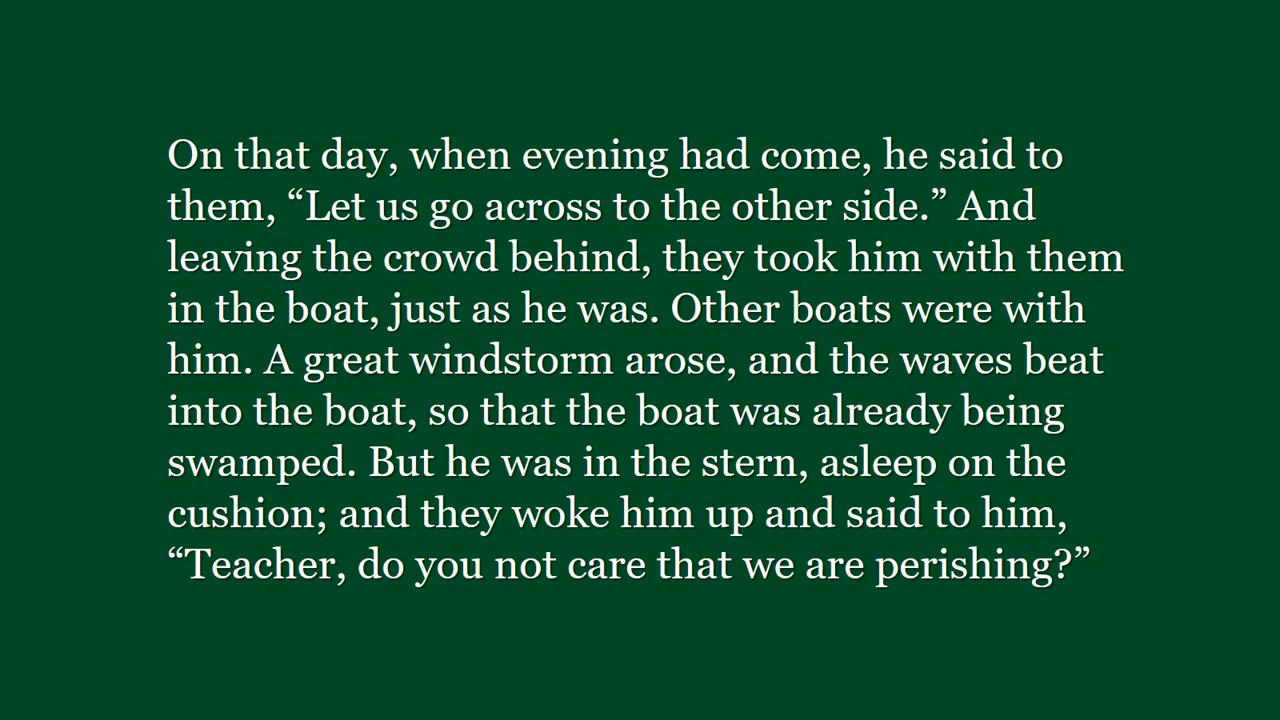 On that day, when evening had come, he said to
them, “Let us go across to the other side.” And
leaving the crowd behind, they took him with them
in the boat, just as he was. Other boats were with
him. A great windstorm arose, and the waves beat
into the boat, so that the boat was already being
swamped. But he was in the stern, asleep on the
cushion; and they woke him up and said to him,
“Teacher, do you not care that we are perishing?”